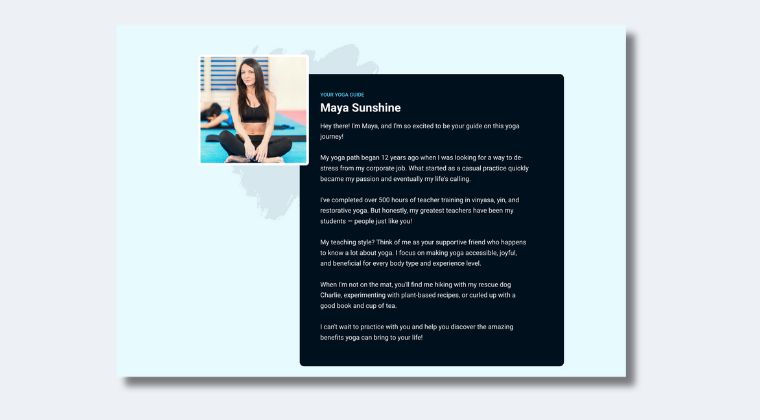 YOUR YOGA GUIDE
Maya Sunshine
Hey there! I'm Maya, and I'm so excited to be your guide on this yoga
journey!
My yoga path began 12 years ago when I was looking for a way to de-
stress from my corporate job. What started as a casual practice quickly
became my passion and eventually my life's calling.
I've completed over 500 hours of teacher training in vinyasa, yin, and
restorative yoga. But honestly, my greatest teachers have been my
students — people just like you!
My teaching style? Think of me as your supportive friend who happens
to know a lot about yoga. I focus on making yoga accessible, joyful,
and beneficial for every body type and experience level.
When I'm not on the mat, you'll find me hiking with my rescue dog
Charlie, experimenting with plant-based recipes, or curled up with a
good book and cup of tea.
I can't wait to practice with you and help you discover the amazing
benefits yoga can bring to your life!